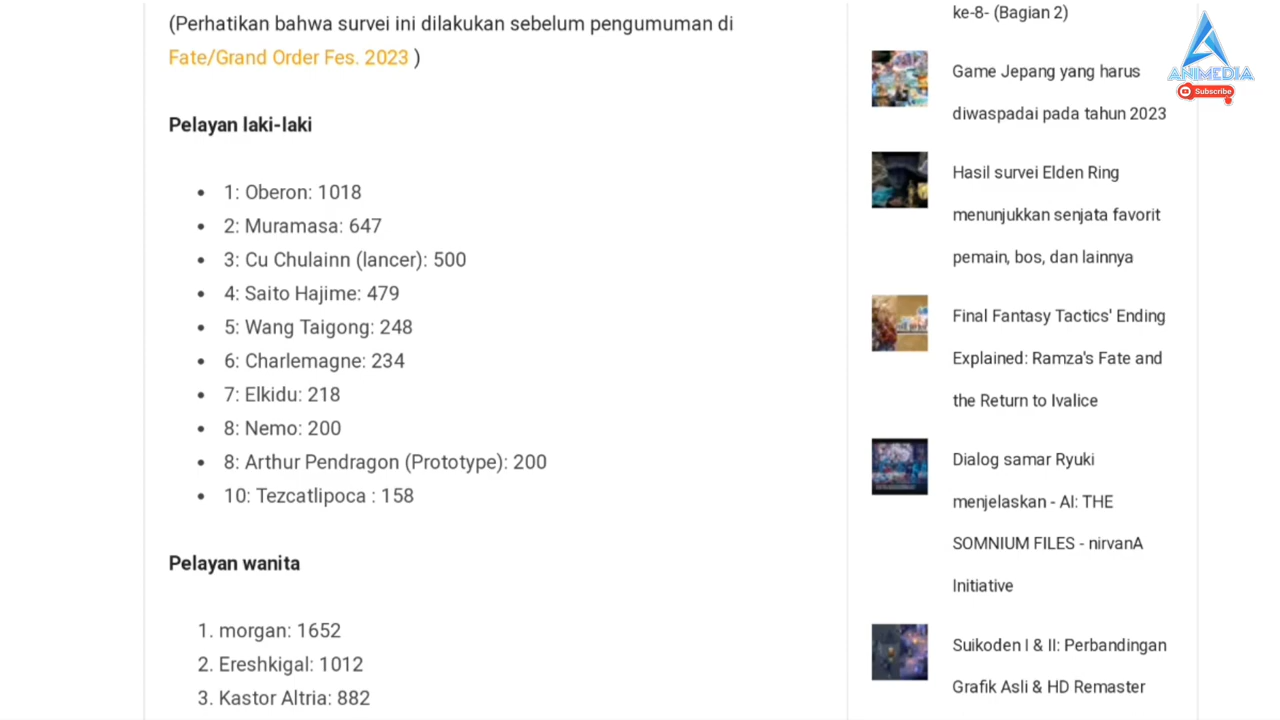 (Perhatikan bahwa survei ini dilakukan sebelum pengumuman di
Fate/Grand Order Fes. 2023 )
Pelayan laki-laki
• 1: Oberon: 1018
• 2: Muramasa: 647
• 3: Cu Chulainn (lancer): 500
• 4: Saito Hajime: 479
• 5: Wang Taigong: 248
• 6: Charlemagne: 234
• 7: Elkidu: 218
• 8: Nemo: 200
• 8: Arthur Pendragon (Prototype): 200
• 10: Tezcatlipoca : 158
Pelayan wanita
1. morgan: 1652
2. Ereshkigal: 1012
3. Kastor Altria: 882
ke-8- (Bagian 2)
Game Jepang yang harus
diwaspadai pada tahun 2023
Hasil survei Elden Ring
menunjukkan senjata favorit
pemain, bos, dan lainnya
Final Fantasy Tactics' Ending
Explained: Ramza's Fate and
the Return to Ivalice
Dialog samar Ryuki
menjelaskan - AI: THE
SOMNIUM FILES - nirvanA
Initiative
Suikoden I & II: Perbandingan
Grafik Asli & HD Remaster
ANIMEDIA
Subscribe